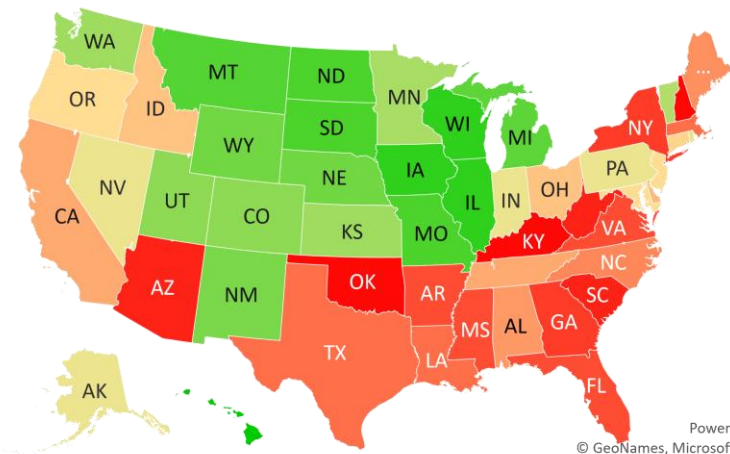 WA
MT
ND
MN
OR
ID
SD
WI
MI
NY
...
WY
IA
NE
PA
NV
UT
CO
IL
IN
OH
CA
KS
MO
KY
VA
AZ
NM
OK
AR
NC
SC
MS
AL
GA
TX
LA
FL
AK
Power
© GeoNames, Microsof